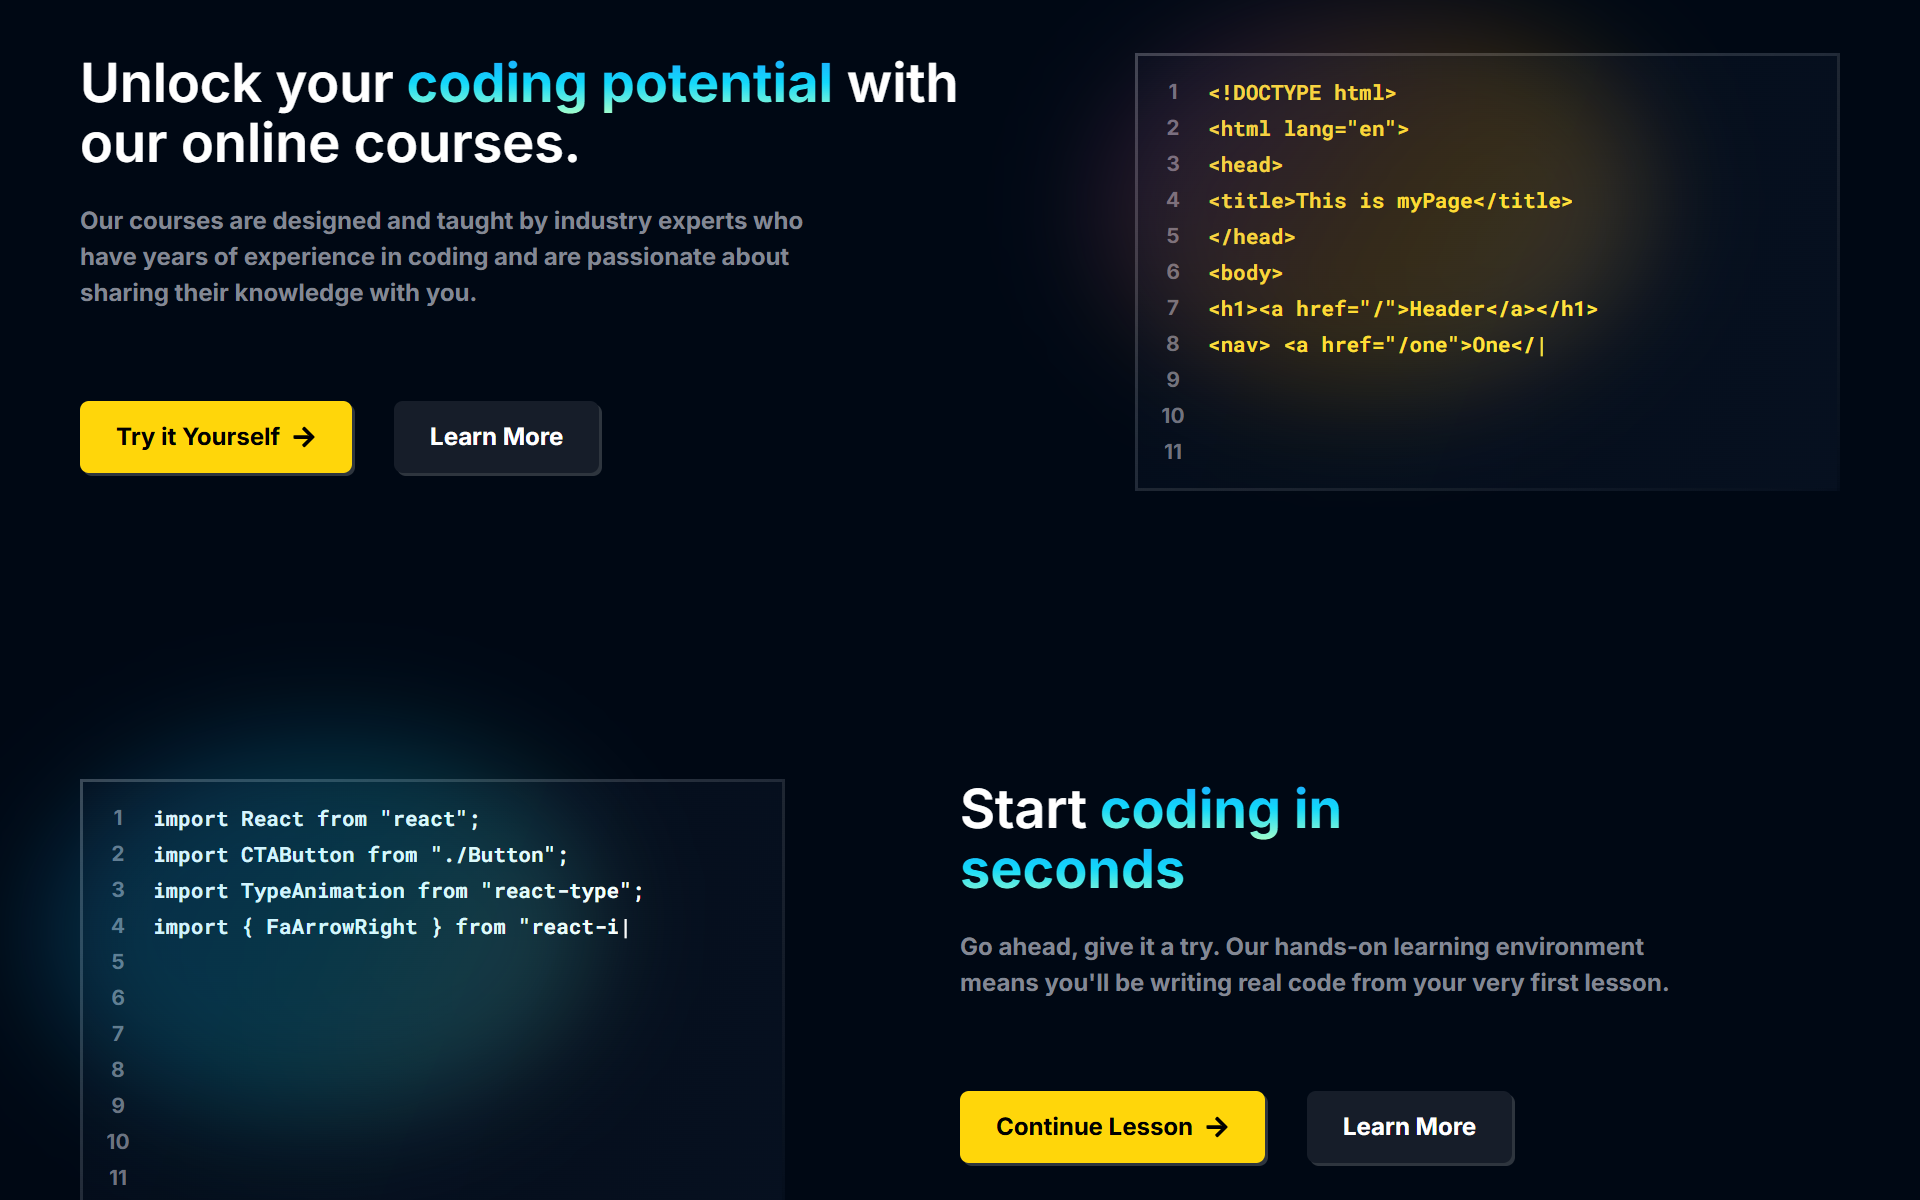 Unlock your coding potential with
our online courses.
Our courses are designed and taught by industry experts who
have years of experience in coding and are passionate about
sharing their knowledge with you.
Try it Yourself →
Learn More
1 <!DOCTYPE html>
2 <html lang="en">
3 <head>
4 <title>This is myPage</title>
5 </head>
6 <body>
7 <h1><a href="/">Header</a></h1>
8 <nav> <a href="/one">One</|
9
10
11
1 import React from "react";
2 import CTAButton from "./Button";
3 import TypeAnimation from "react-type";
4 import { FaArrowRight } from "react-i|
5
6
7
8
9
10
11
Start coding in
seconds
Go ahead, give it a try. Our hands-on learning environment
means you'll be writing real code from your very first lesson.
Continue Lesson →
Learn More